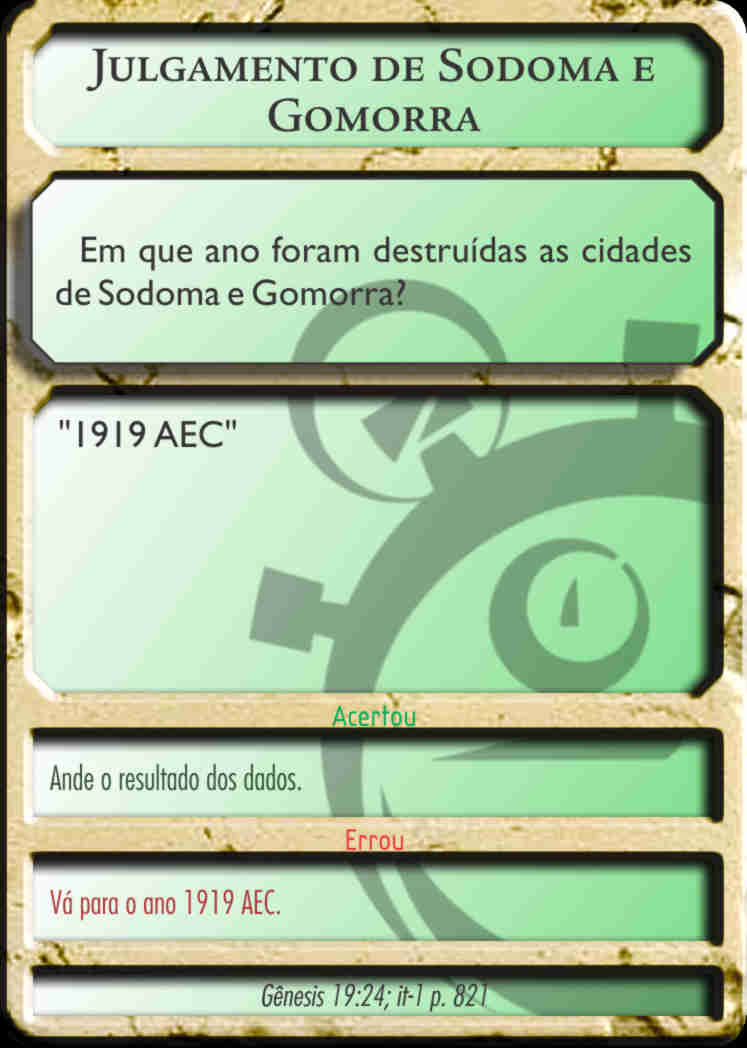 Julgamento de Sodoma e
Gomorra
Em que ano foram destruídas as cidades
de Sodoma e Gomorra?
"1919 AEC"
Acertou
Ande o resultado dos dados.
Errou
Vá para o ano 1919 AEC.
Gênesis 19:24; it-1 p. 821